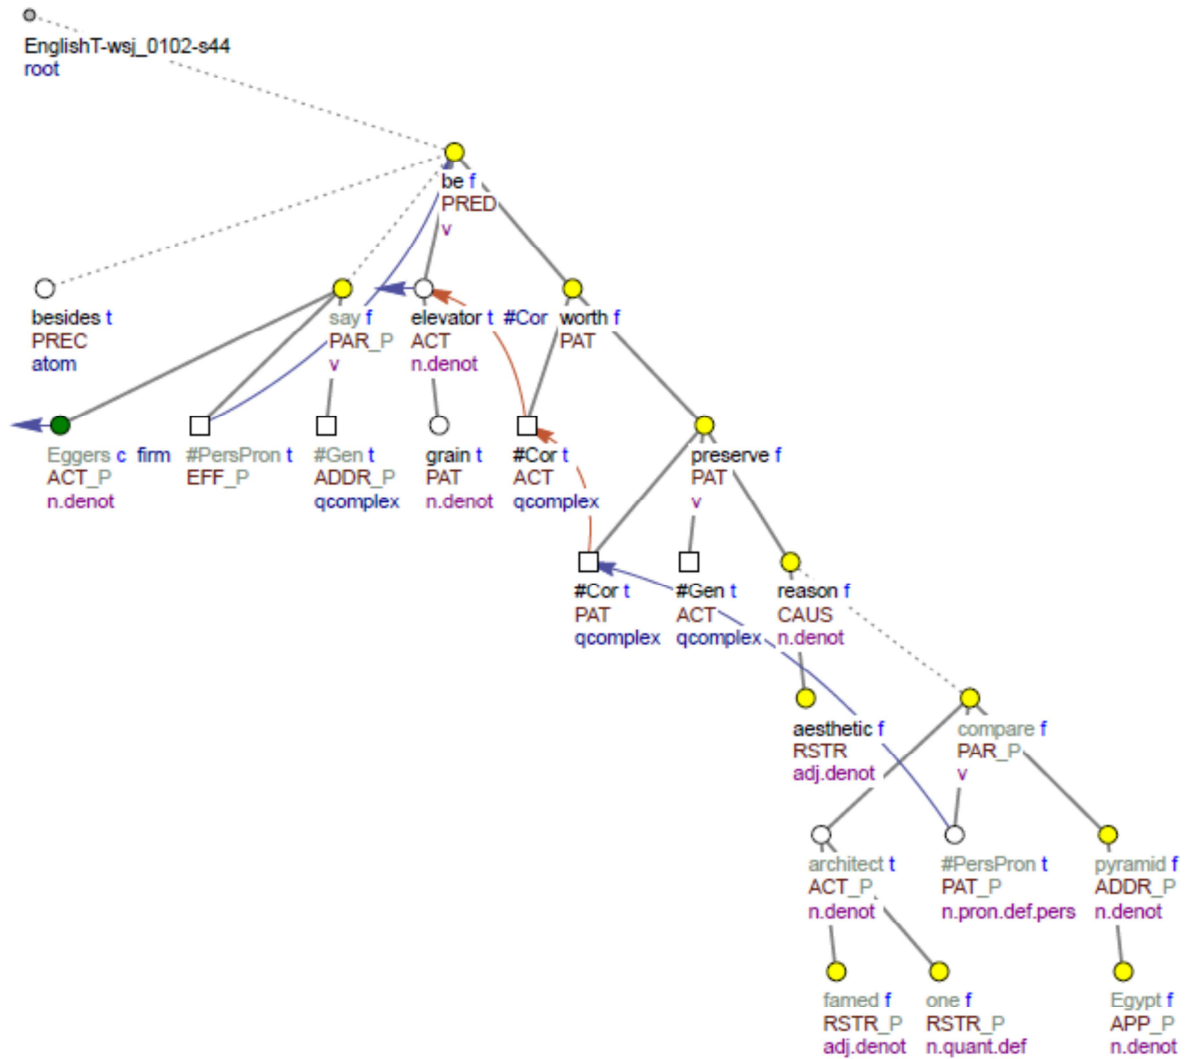 EnglishT-wsj_0102-s44
root
be f
PRED
v
besides t
PREC
atom
say f
PAR_P
v
elevator t #Cor
ACT
n.denot
worth f
PAT
Eggers c firm
ACT_P
n.denot
#PersPron t
EFF_P
#Gen t
ADDR_P
qcomplex
grain t
PAT
n.denot
#Cor t
ACT
qcomplex
preserve f
PAT
v
#Cor t
PAT
qcomplex
#Gen t
ACT
qcomplex
reason f
CAUS
n.denot
aesthetic f
RSTR
adj.denot
compare f
PAR_P
v
architect t
ACT_P
n.denot
#PersPron t
PAT_P
n.pron.def.pers
pyramid f
ADDR_P
n.denot
famed f
RSTR_P
adj.denot
one f
RSTR_P
n.quant.def
Egypt f
APP_P
n.denot